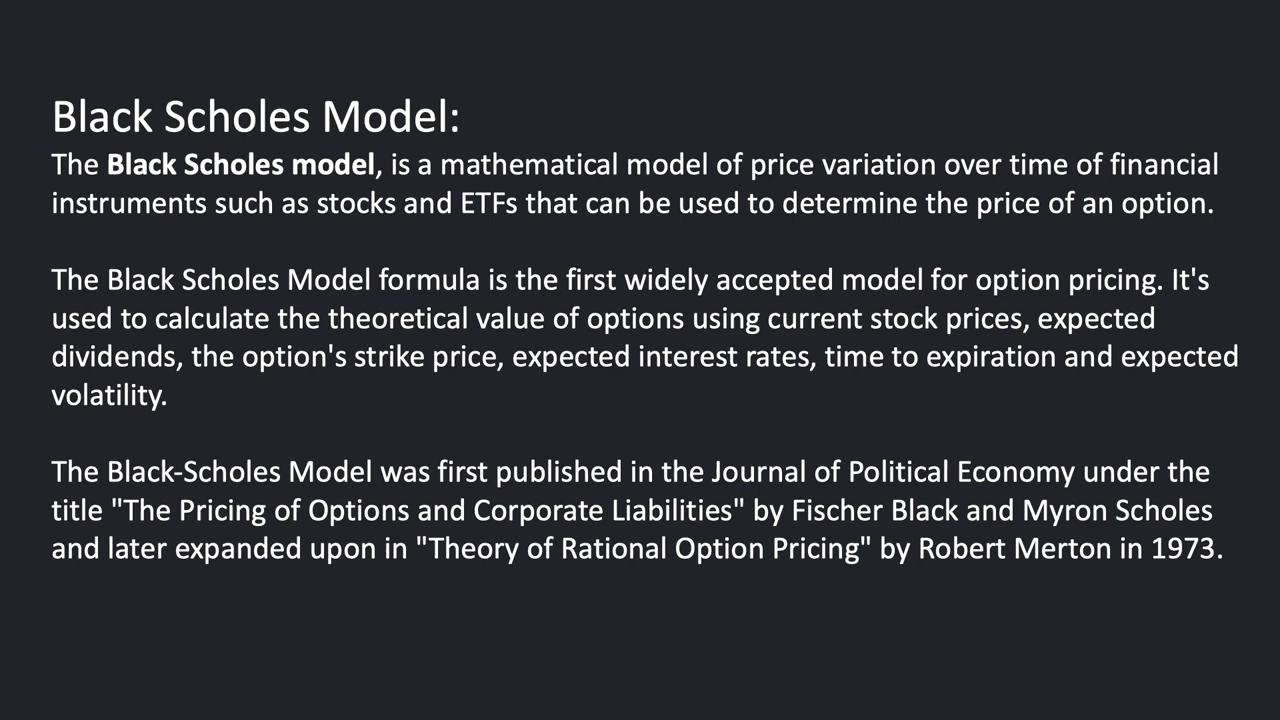 Black Scholes Model:
The Black Scholes model, is a mathematical model of price variation over time of financial
instruments such as stocks and ETFs that can be used to determine the price of an option.
The Black Scholes Model formula is the first widely accepted model for option pricing. It's
used to calculate the theoretical value of options using current stock prices, expected
dividends, the option's strike price, expected interest rates, time to expiration and expected
volatility.
The Black-Scholes Model was first published in the Journal of Political Economy under the
title "The Pricing of Options and Corporate Liabilities" by Fischer Black and Myron Scholes
and later expanded upon in "Theory of Rational Option Pricing" by Robert Merton in 1973.